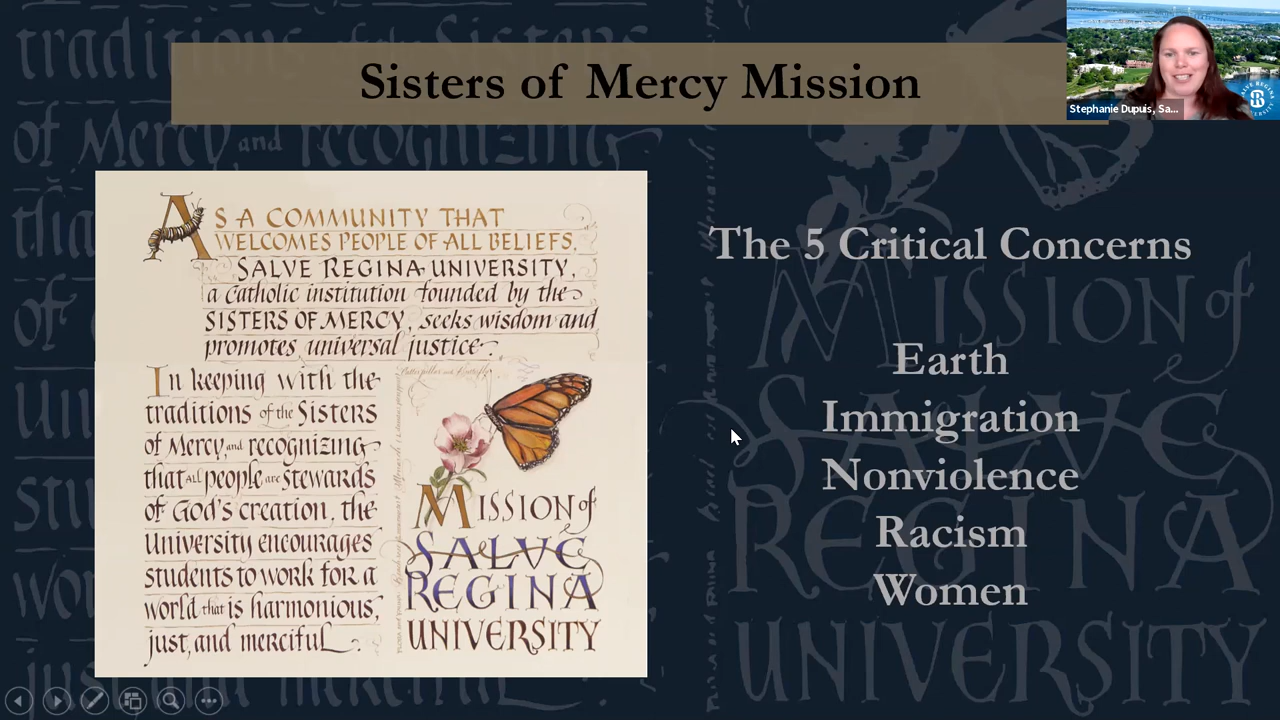 Sisters of Mercy Mission
Stephanie Dupuis, Sa...
AS A COMMUNITY THAT
WELCOMES PEOPLE OF ALL BELIEFS,
SALVE REGINA UNIVERSITY,
a Catholic institution founded by the
SISTERS OF MERCY, seeks wisdom and
promotes universal justice.
In keeping with the
traditions of the Sisters
of Mercy, and recognizing
that ALL people are stewards
of God's creation, the
University encourages
students to work for a
world that is harmonious,
just, and merciful.
MISSION of
SALVE
REGINA
UNIVERSITY
The 5 Critical Concerns
Earth
Immigration
Nonviolence
Racism
Women